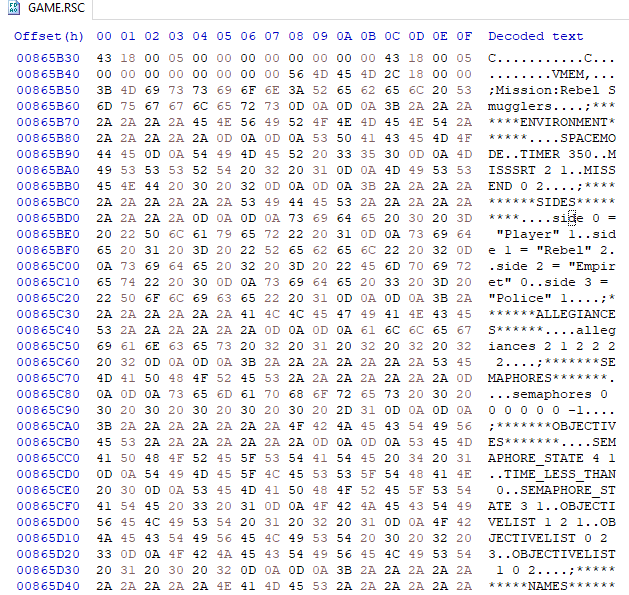 GAME.RSC
Offset(h) 00 01 02 03 04 05 06 07 08 09 0A 0B 0C 0D 0E 0F Decoded text
00865B30 43 18 00 05 00 00 00 00 00 00 00 00 43 18 00 05 C...........C...
00865B40 00 00 00 00 00 00 00 00 56 4D 45 4D 2C 18 00 00 ........VMEM,...
00865B50 3B 4D 69 73 73 69 6F 6E 3A 52 65 62 65 6C 20 53 ;Mission:Rebel S
00865B60 6D 75 67 67 6C 65 72 73 0D 0A 0D 0A 3B 2A 2A 2A mugglers....;***
00865B70 2A 2A 2A 2A 45 4E 56 49 52 4F 4E 4D 45 4E 54 2A ****ENVIRONMENT*
00865B80 2A 2A 2A 2A 2A 0D 0A 0D 0A 53 50 41 43 45 4D 4F *****....SPACEMO
00865B90 44 45 0D 0A 54 49 4D 45 52 20 33 35 30 0D 0A 4D DE..TIMER 350..M
00865BA0 49 53 53 53 52 54 20 32 20 31 0D 0A 4D 49 53 53 ISSSRT 2 1..MISS
00865BB0 45 4E 44 20 30 20 32 0D 0A 0D 0A 3B 2A 2A 2A 2A END 0 2....;****
00865BC0 2A 2A 2A 2A 2A 2A 2A 53 49 44 45 53 2A 2A 2A 2A *******SIDES****
00865BD0 2A 2A 2A 2A 0D 0A 0D 0A 73 69 64 65 20 30 20 3D ****....side 0 =
00865BE0 20 22 50 6C 61 79 65 72 22 20 31 0D 0A 73 69 64 "Player" 1..sid
00865BF0 65 20 31 20 3D 20 22 52 65 62 65 6C 22 20 32 0D e 1 = "Rebel" 2.
00865C00 0A 73 69 64 65 20 32 20 3D 20 22 45 6D 70 69 72 .side 2 = "Empir
00865C10 65 74 22 20 30 0D 0A 73 69 64 65 20 33 20 3D 20 et" 0..side 3 =
00865C20 22 50 6F 6C 69 63 65 22 20 31 0D 0A 0D 0A 3B 2A "Police" 1....;*
00865C30 2A 2A 2A 2A 2A 2A 41 4C 4C 45 47 49 41 4E 43 45 ******ALLEGIANCE
00865C40 53 2A 2A 2A 2A 2A 2A 0D 0A 0D 0A 61 6C 6C 65 67 S******....alleg
00865C50 69 61 6E 63 65 73 20 32 20 31 20 32 20 32 20 32 iances 2 1 2 2 2
00865C60 20 32 0D 0A 0D 0A 3B 2A 2A 2A 2A 2A 2A 2A 53 45 2....;*******SE
00865C70 4D 41 50 48 4F 52 45 53 2A 2A 2A 2A 2A 2A 2A 0D MAPHORES*******.
00865C80 0A 0D 0A 73 65 6D 61 70 68 6F 72 65 73 20 30 20 ...semaphores 0
00865C90 30 20 30 20 30 20 30 20 30 20 2D 31 0D 0A 0D 0A 0 0 0 0 0 -1....
00865CA0 3B 2A 2A 2A 2A 2A 2A 2A 4F 42 4A 45 43 54 49 56 ;*******OBJECTIV
00865CB0 45 53 2A 2A 2A 2A 2A 2A 2A 0D 0A 0D 0A 53 45 4D ES*******....SEM
00865CC0 41 50 48 4F 52 45 5F 53 54 41 54 45 20 34 20 31 APHORE_STATE 4 1
00865CD0 0D 0A 54 49 4D 45 5F 4C 45 53 53 5F 54 48 41 4E ..TIME_LESS_THAN
00865CE0 20 30 0D 0A 53 45 4D 41 50 48 4F 52 45 5F 53 54 0..SEMAPHORE_ST
00865CF0 41 54 45 20 33 20 31 0D 0A 4F 42 4A 45 43 54 49 ATE 3 1..OBJECTI
00865D00 56 45 4C 49 53 54 20 31 20 32 20 31 0D 0A 4F 42 VELIST 1 2 1..OB
00865D10 4A 45 43 54 49 56 45 4C 49 53 54 20 30 20 32 20 JECTIVELIST 0 2
00865D20 33 0D 0A 4F 42 4A 45 43 54 49 56 45 4C 49 53 54 3..OBJECTIVELIST
00865D30 20 31 20 30 20 32 0D 0A 0D 0A 3B 2A 2A 2A 2A 2A 1 0 2....;*****
00865D40 2A 2A 2A 2A 2A 4E 41 4D 45 53 2A 2A 2A 2A 2A 2A *****NAMES******